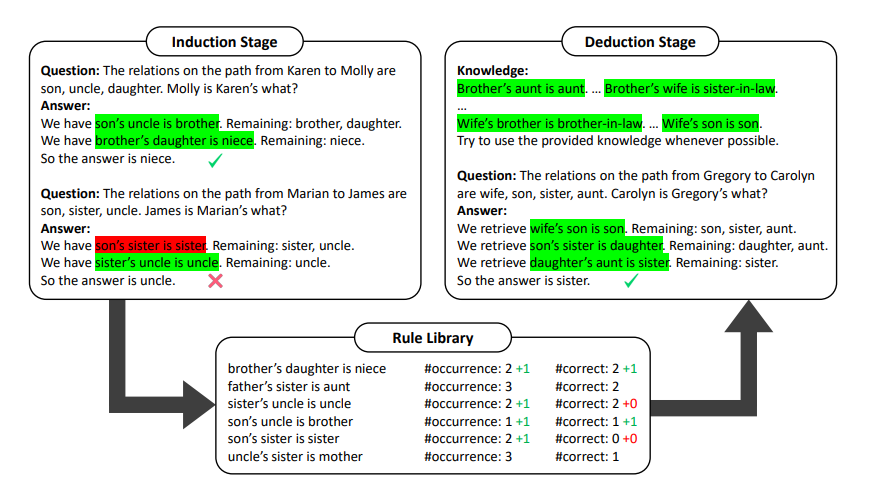 Induction Stage
Question: The relations on the path from Karen to Molly are
son, uncle, daughter. Molly is Karen's what?
Answer:
We have son's uncle is brother. Remaining: brother, daughter.
We have brother's daughter is niece. Remaining: niece.
So the answer is niece.
Question: The relations on the path from Marian to James are
son, sister, uncle. James is Marian's what?
Answer:
We have son's sister is sister. Remaining: sister, uncle.
We have sister's uncle is uncle. Remaining: uncle.
So the answer is uncle.
Deduction Stage
Knowledge:
Brother's aunt is aunt. ... Brother's wife is sister-in-law.
...
Wife's brother is brother-in-law. ... Wife's son is son.
Try to use the provided knowledge whenever possible.
Question: The relations on the path from Gregory to Carolyn
are wife, son, sister, aunt. Carolyn is Gregory's what?
Answer:
We retrieve wife's son is son. Remaining: son, sister, aunt.
We retrieve son's sister is daughter. Remaining: daughter, aunt.
We retrieve daughter's aunt is sister. Remaining: sister.
So the answer is sister.
Rule Library
brother's daughter is niece #occurrence: 2 +1 #correct: 2 +1
father's sister is aunt #occurrence: 3 #correct: 2
sister's uncle is uncle #occurrence: 2 +1 #correct: 2 +0
son's uncle is brother #occurrence: 1 +1 #correct: 1 +1
son's sister is sister #occurrence: 2 +1 #correct: 0 +0
uncle's sister is mother #occurrence: 3 #correct: 1